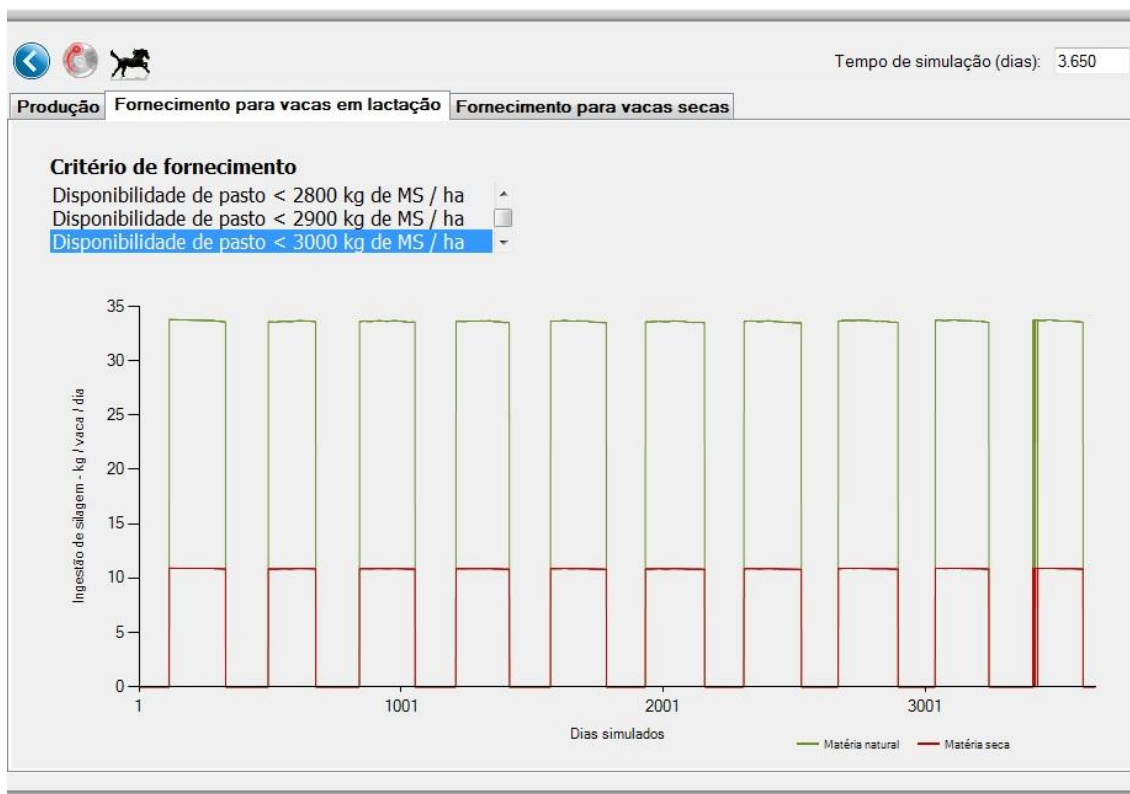 Tempo de simulação (dias): 3.650
Produção Fornecimento para vacas em lactação Fornecimento para vacas secas
Critério de fornecimento
Disponibilidade de pasto < 2800 kg de MS / ha
Disponibilidade de pasto < 2900 kg de MS / ha
Disponibilidade de pasto < 3000 kg de MS / ha
Ingestão de silagem - kg / vaca / dia
35
30
25
20
15
10
5
0
1 1001 2001 3001
Dias simulados
Matéria natural Matéria seca